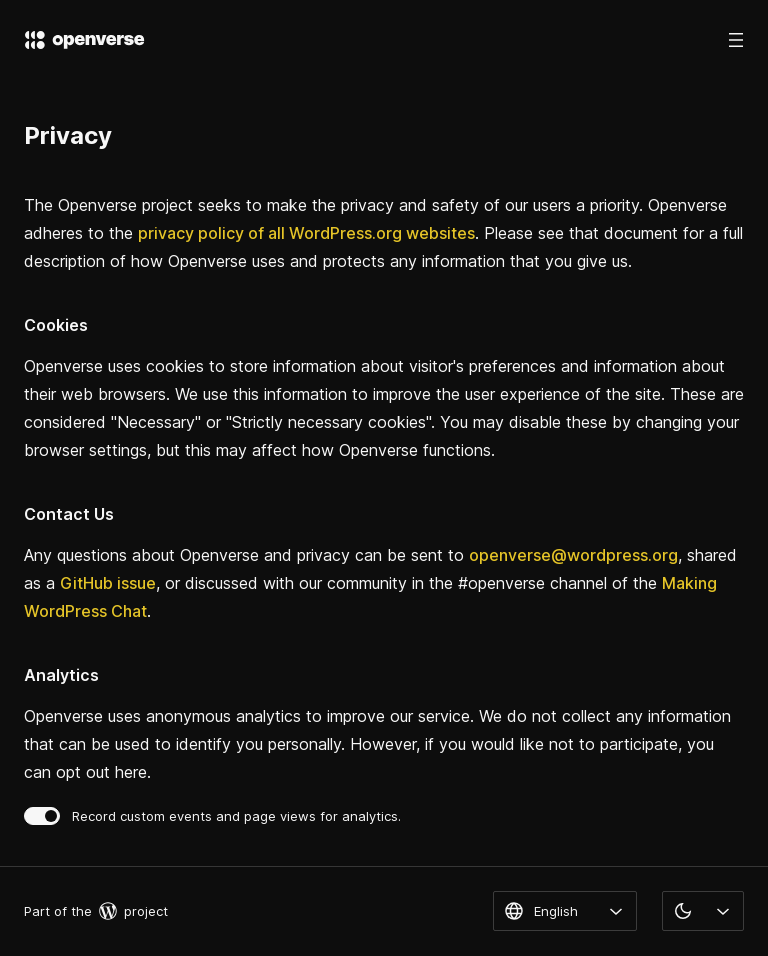 openverse
Privacy
The Openverse project seeks to make the privacy and safety of our users a priority. Openverse
adheres to the privacy policy of all WordPress.org websites. Please see that document for a full
description of how Openverse uses and protects any information that you give us.
Cookies
Openverse uses cookies to store information about visitor's preferences and information about
their web browsers. We use this information to improve the user experience of the site. These are
considered "Necessary" or "Strictly necessary cookies". You may disable these by changing your
browser settings, but this may affect how Openverse functions.
Contact Us
Any questions about Openverse and privacy can be sent to openverse@wordpress.org, shared
as a GitHub issue, or discussed with our community in the #openverse channel of the Making
WordPress Chat.
Analytics
Openverse uses anonymous analytics to improve our service. We do not collect any information
that can be used to identify you personally. However, if you would like not to participate, you
can opt out here.
Record custom events and page views for analytics.
Part of the project
English